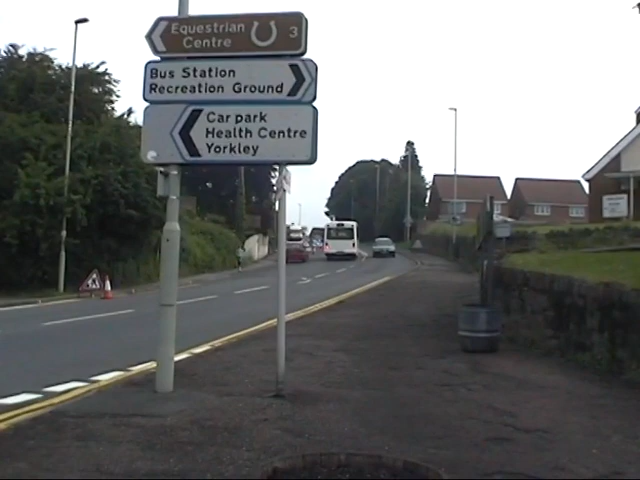 Equestrian
Centre 3
Bus Station
Recreation Ground
Car park
Health Centre
Yorkley